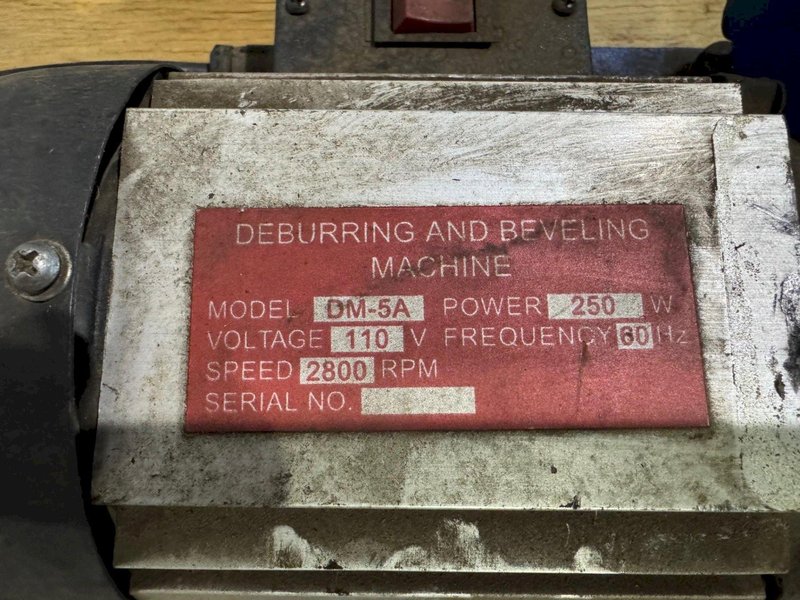 DEBURRING AND BEVELING
MACHINE
MODEL DM-5A POWER 250 W
VOLTAGE 110 V FREQUENCY 60 Hz
SPEED 2800 RPM
SERIAL NO.